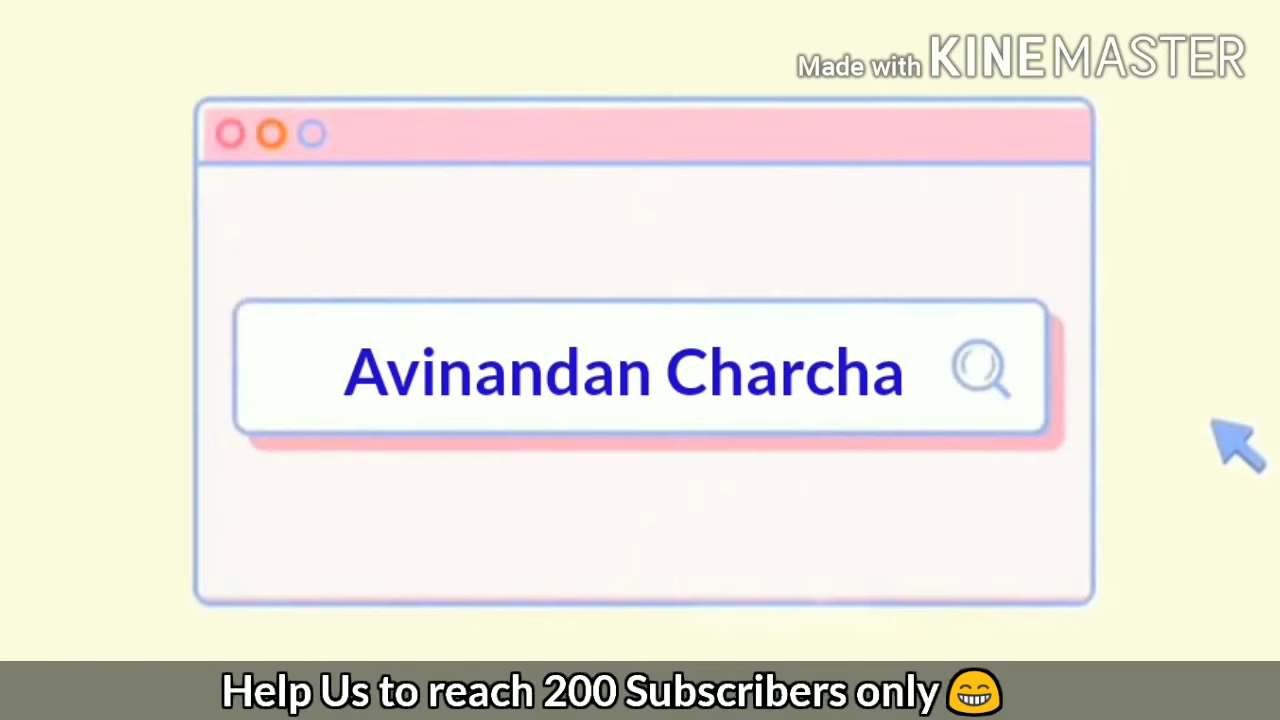 Made with KINEMASTER
Avinandan Charcha
Help Us to reach 200 Subscribers only😁